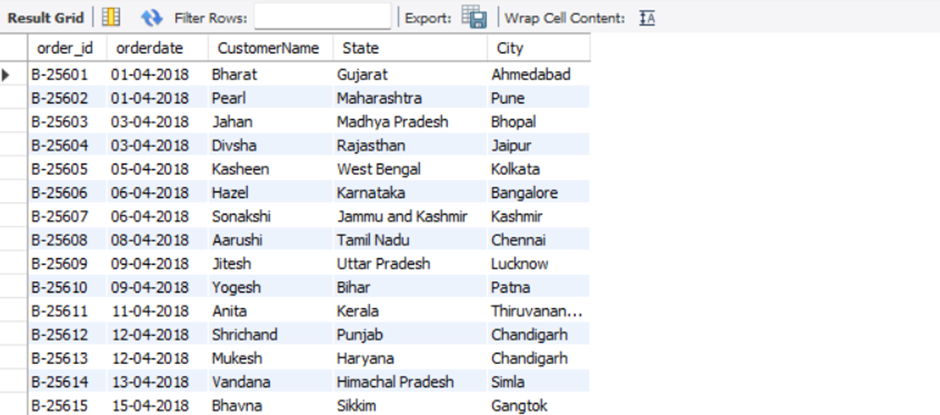 Result Grid Filter Rows: Export: Wrap Cell Content: IA
order_id orderdate CustomerName State City
B-25601 01-04-2018 Bharat Gujarat Ahmedabad
B-25602 01-04-2018 Pearl Maharashtra Pune
B-25603 03-04-2018 Jahan Madhya Pradesh Bhopal
B-25604 03-04-2018 Divsha Rajasthan Jaipur
B-25605 05-04-2018 Kasheen West Bengal Kolkata
B-25606 06-04-2018 Hazel Karnataka Bangalore
B-25607 06-04-2018 Sonakshi Jammu and Kashmir Kashmir
B-25608 08-04-2018 Aarushi Tamil Nadu Chennai
B-25609 09-04-2018 Jitesh Uttar Pradesh Lucknow
B-25610 09-04-2018 Yogesh Bihar Patna
B-25611 11-04-2018 Anita Kerala Thiruvanan...
B-25612 12-04-2018 Shrichand Punjab Chandigarh
B-25613 12-04-2018 Mukesh Haryana Chandigarh
B-25614 13-04-2018 Vandana Himachal Pradesh Simla
B-25615 15-04-2018 Bhavna Sikkim Gangtok